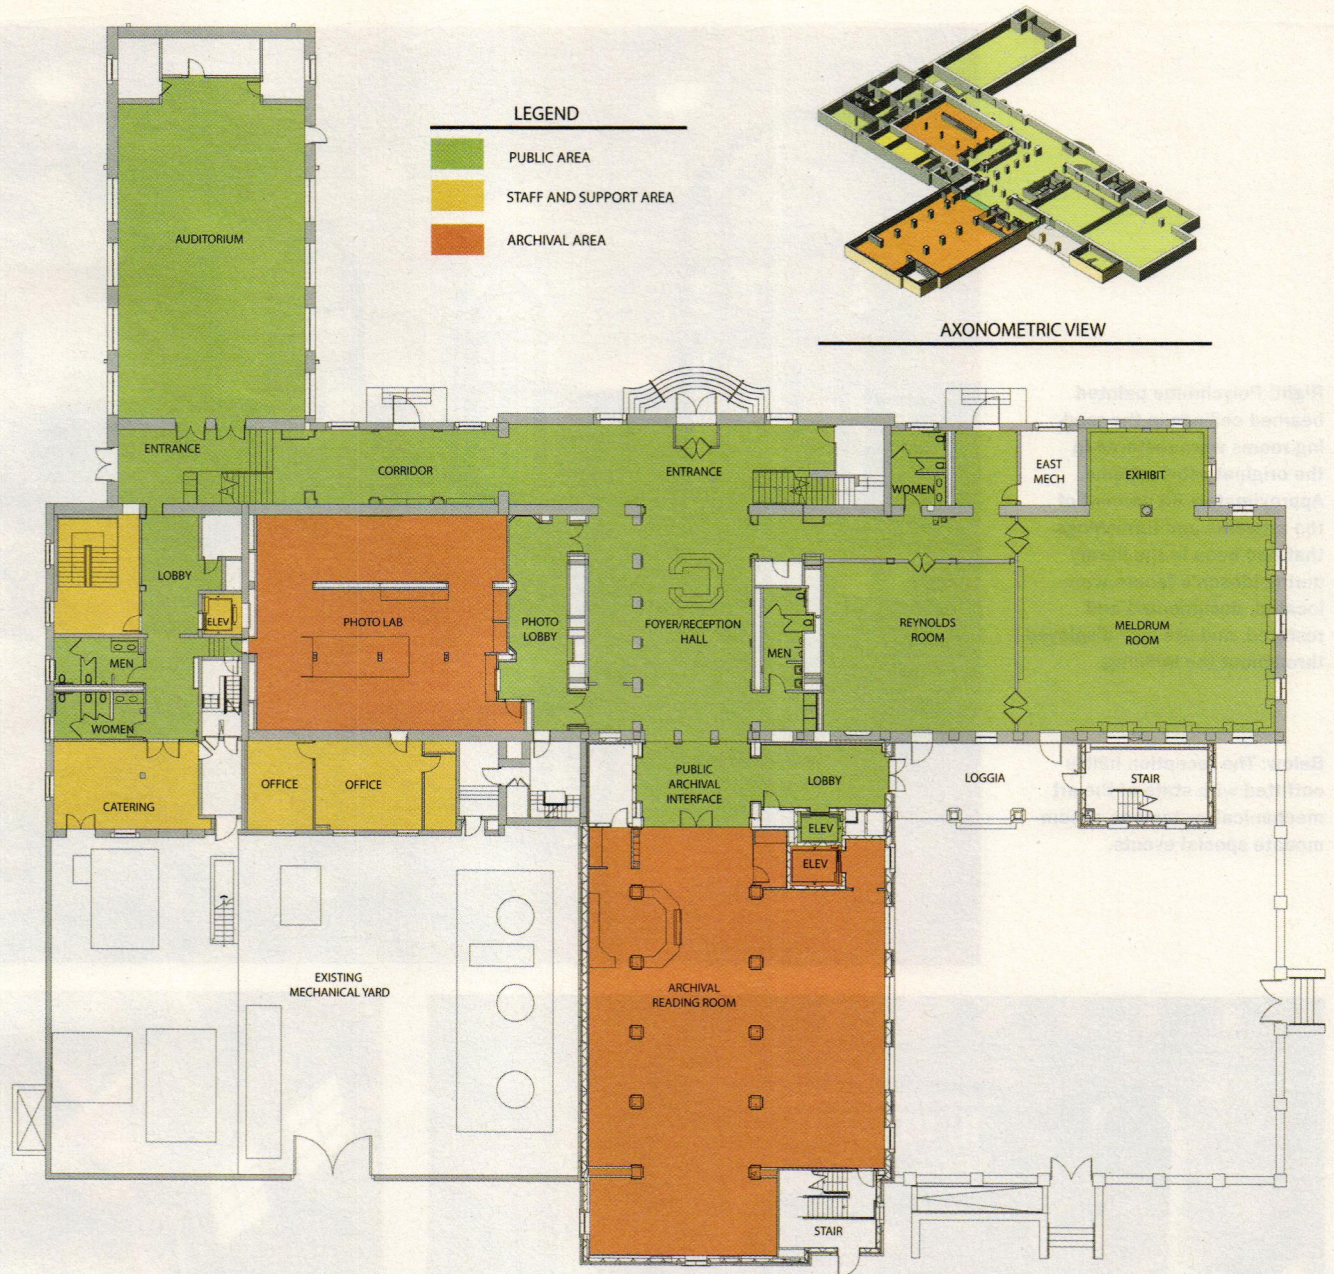 LEGEND
PUBLIC AREA
STAFF AND SUPPORT AREA
ARCHIVAL AREA
AXONOMETRIC VIEW
AUDITORIUM
ENTRANCE
CORRIDOR
ENTRANCE
WOMEN
EAST
MECH
EXHIBIT
LOBBY
ELEV
PHOTO LAB
PHOTO
LOBBY
FOYER/RECEPTION
HALL
MEN
REYNOLDS
ROOM
MELDRUM
ROOM
MEN
WOMEN
CATERING
OFFICE
OFFICE
PUBLIC
ARCHIVAL
INTERFACE
LOBBY
LOGGIA
STAIR
ELEV
ELEV
EXISTING
MECHANICAL YARD
ARCHIVAL
READING ROOM
STAIR